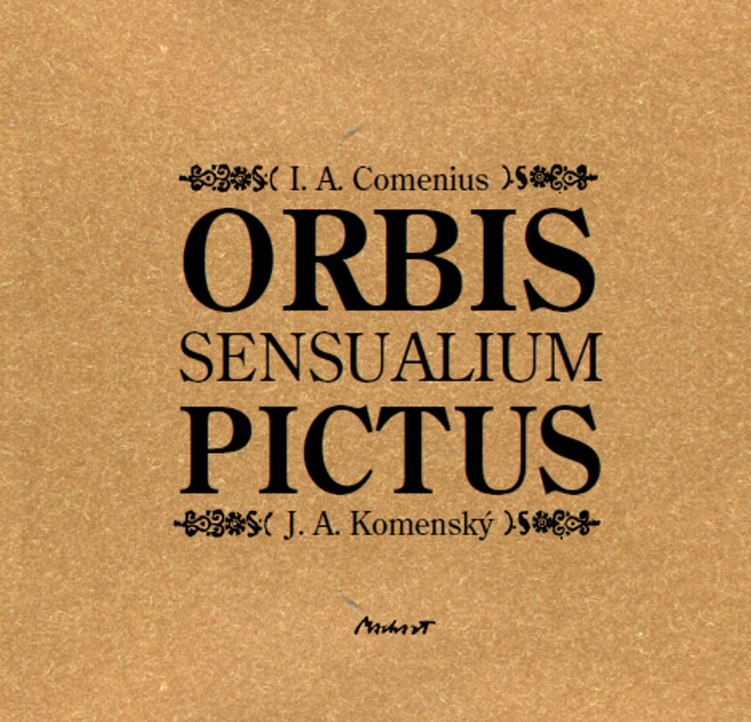 I. A. Comenius
ORBIS
SENSUALIUM
PICTUS
J. A. Komenský